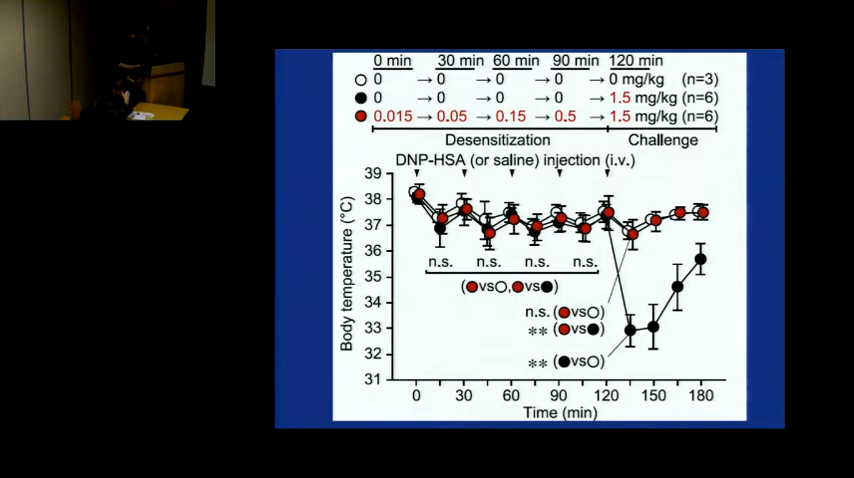 0 min 30 min 60 min 90 min 120 min
0 → 0 → 0 → 0 → 0 mg/kg (n=3)
0 → 0 → 0 → 0 → 1.5 mg/kg (n=6)
0.015 → 0.05 → 0.15 → 0.5 → 1.5 mg/kg (n=6)
Desensitization Challenge
DNP-HSA (or saline) injection (i.v.)
39
38
37
36
35
34
33
32
31
Body temperature (°C)
n.s. n.s. n.s. n.s.
(●vs○,●vs●)
n.s. (●vs○)
** (●vs●)
** (●vs○)
0 30 60 90 120 150 180
Time (min)